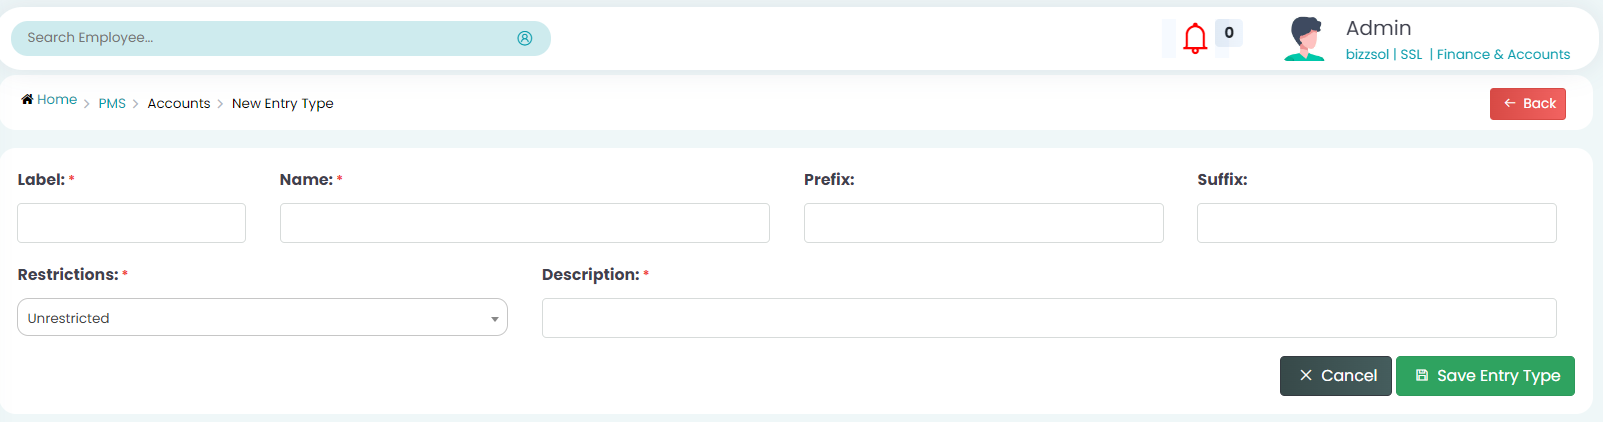 Search Employee...
0
Admin
bizzsol | SSL | Finance & Accounts
Home > PMS > Accounts > New Entry Type
← Back
Label: *
Name: *
Prefix:
Suffix:
Restrictions: *
Description: *
Unrestricted
× Cancel
Save Entry Type